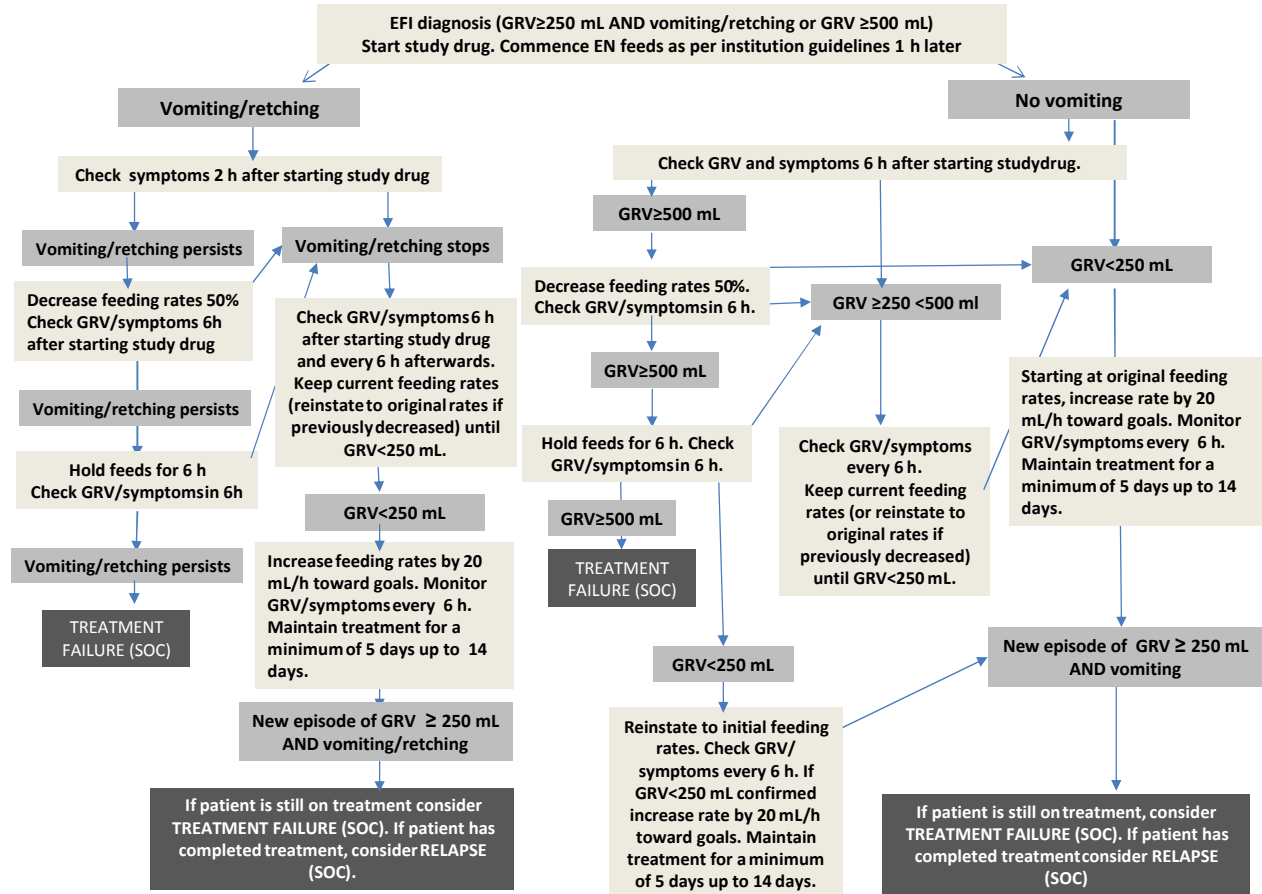 EFI diagnosis (GRV≥250 mL AND vomiting/retching or GRV ≥500 mL)
Start study drug. Commence EN feeds as per institution guidelines 1 h later
Vomiting/retching
Check symptoms 2 h after starting study drug
Vomiting/retching persists
Decrease feeding rates 50%
Check GRV/symptoms 6h
after starting study drug
Vomiting/retching persists
Hold feeds for 6 h
Check GRV/symptoms in 6h
Vomiting/retching persists
TREATMENT
FAILURE (SOC)
Vomiting/retching stops
Check GRV/symptoms 6 h
after starting study drug
and every 6 h afterwards.
Keep current feeding rates
(reinstate to original rates if
previously decreased) until
GRV<250 mL.
GRV<250 mL
Increase feeding rates by 20
mL/h toward goals. Monitor
GRV/symptoms every 6 h.
Maintain treatment for a
minimum of 5 days up to 14
days.
New episode of GRV ≥ 250 mL
AND vomiting/retching
If patient is still on treatment consider
TREATMENT FAILURE (SOC). If patient has
completed treatment, consider RELAPSE
(SOC).
No vomiting
Check GRV and symptoms 6 h after starting studydrug.
GRV≥500 mL
Decrease feeding rates 50%.
Check GRV/symptoms in 6 h.
GRV≥500 mL
Hold feeds for 6 h. Check
GRV/symptoms in 6 h.
GRV≥500 mL
TREATMENT
FAILURE (SOC)
GRV<250 mL
Reinstate to initial feeding
rates. Check GRV/
symptoms every 6 h. If
GRV<250 mL confirmed
increase rate by 20 mL/h
toward goals. Maintain
treatment for a minimum
of 5 days up to 14 days.
GRV ≥250 <500 ml
Check GRV/symptoms
every 6 h.
Keep current feeding
rates (or reinstate to
original rates if
previously decreased)
until GRV<250 mL.
GRV<250 mL
Starting at original feeding
rates, increase rate by 20
mL/h toward goals. Monitor
GRV/symptoms every 6 h.
Maintain treatment for a
minimum of 5 days up to 14
days.
New episode of GRV ≥ 250 mL
AND vomiting
If patient is still on treatment, consider
TREATMENT FAILURE (SOC). If patient has
completed treatment consider RELAPSE
(SOC)